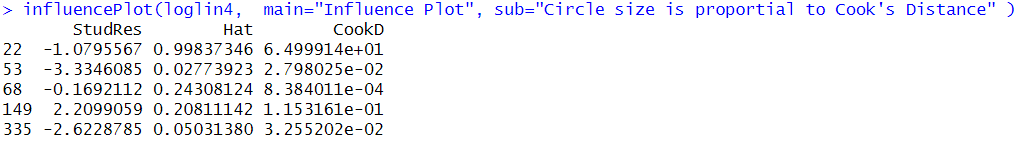 > influencePlot(loglin4,  main="Influence Plot", sub="Circle size is proportial to Cook's Distance" )
       StudRes        Hat        CookD
22  -1.0795567 0.99837346 6.499914e+01
53  -3.3346085 0.02773923 2.798025e-02
68  -0.1692112 0.24308124 8.384011e-04
149  2.2099059 0.20811142 1.153161e-01
335 -2.6228785 0.05031380 3.255202e-02